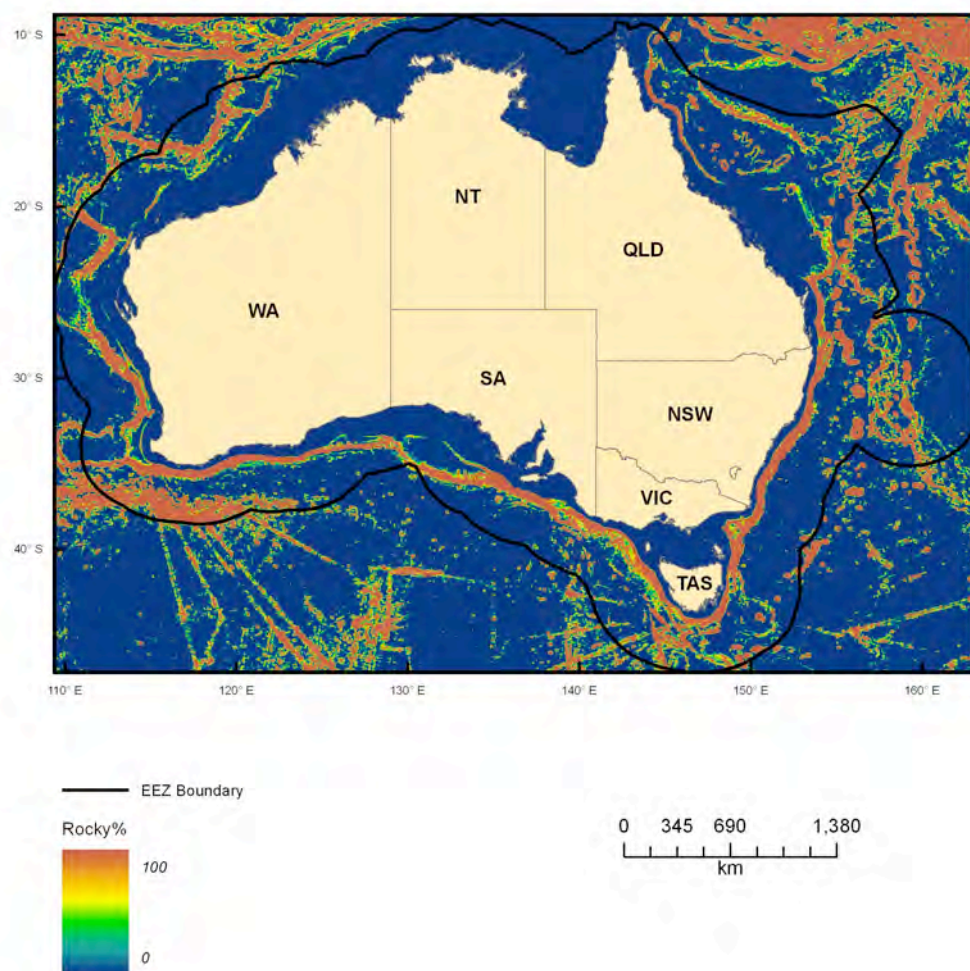 10° S
20° S
30° S
40° S
NT
QLD
WA
SA
NSW
VIC
TAS
110° E 120° E 130° E 140° E 150° E 160° E
EEZ Boundary
Rocky%
100
0
0 345 690 1,380
km